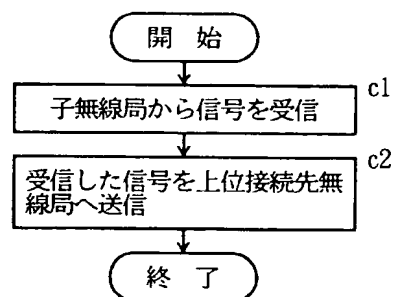 開 始
c1
子無線局から信号を受信
c2
受信した信号を上位接続先無
線局へ送信
終 了